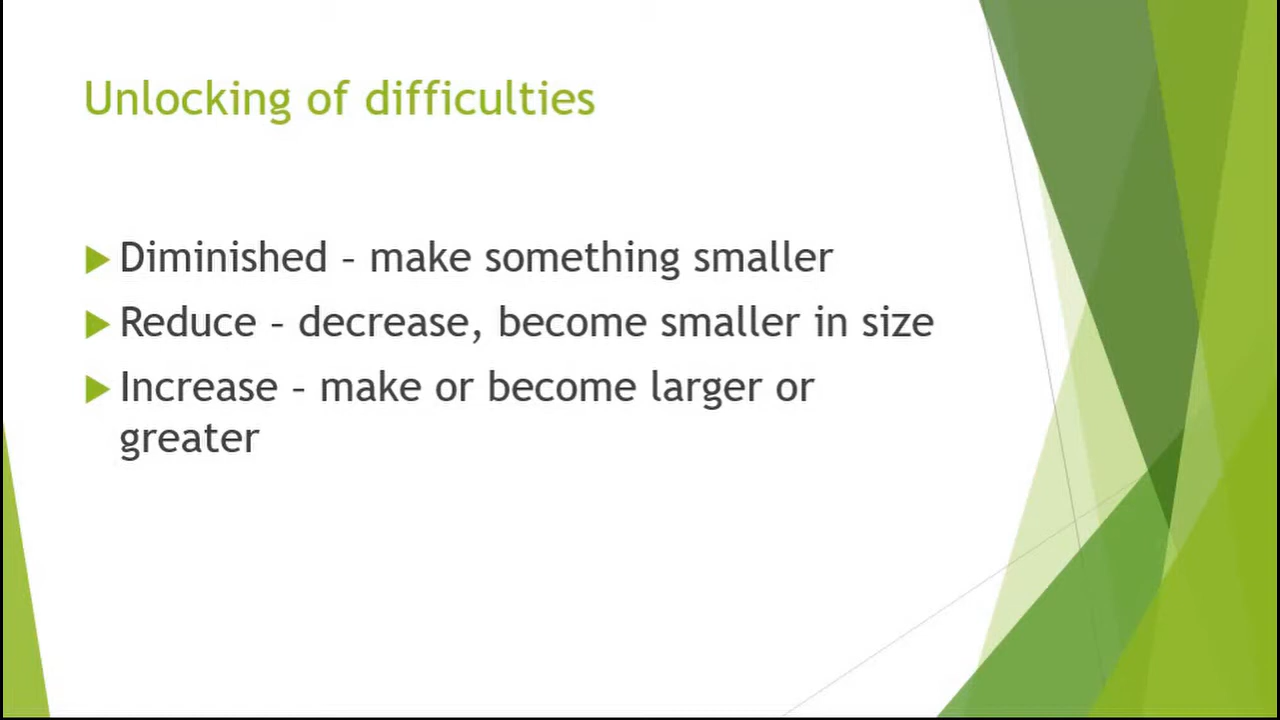 Unlocking of difficulties
Diminished – make something smaller
Reduce – decrease, become smaller in size
Increase – make or become larger or
greater